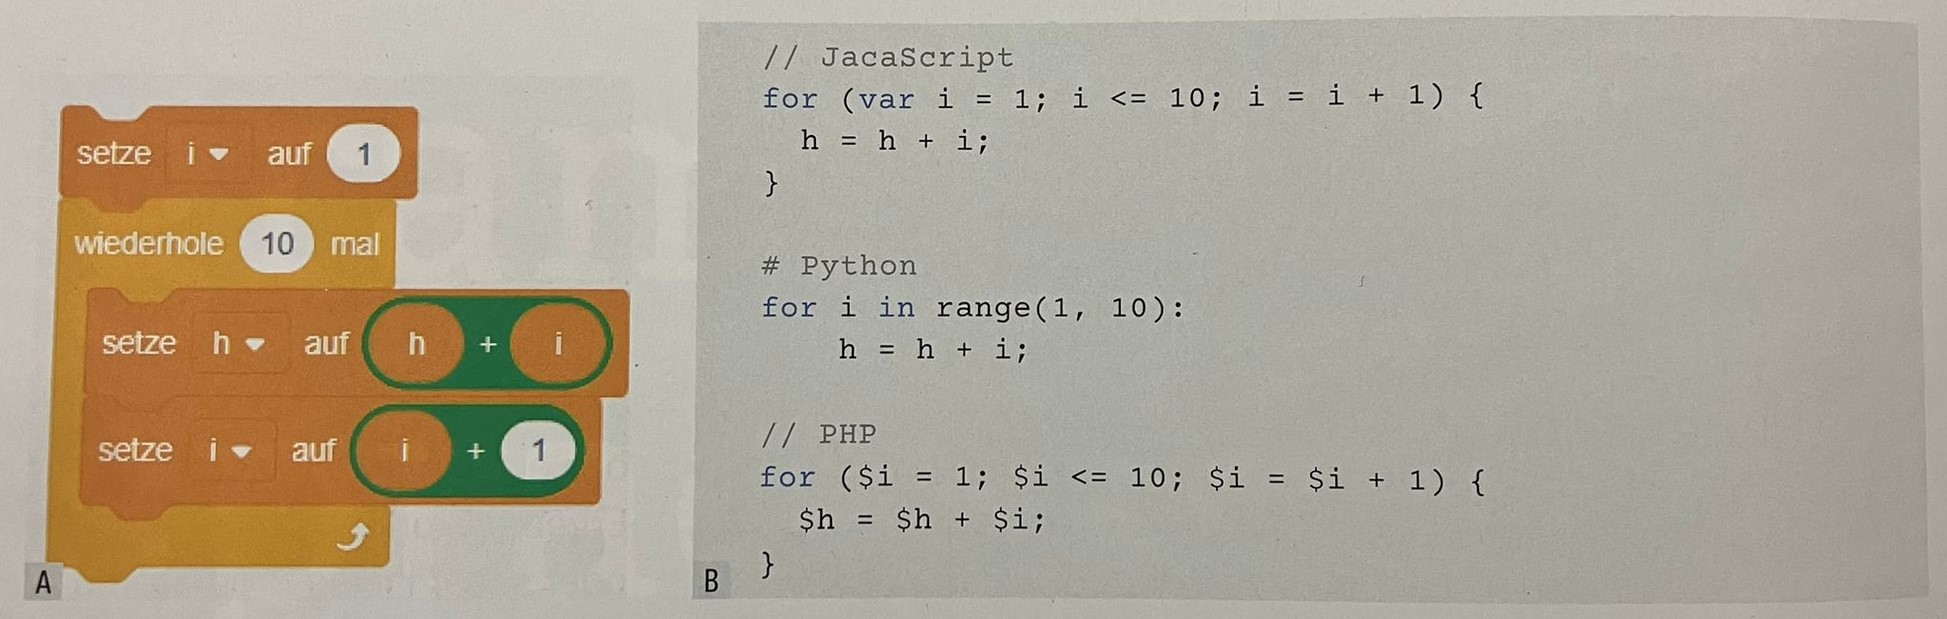 setze i auf 1
wiederhole 10 mal
setze h auf h + i
setze i auf i + 1
A
// JacaScript
for (var i = 1; i <= 10; i = i + 1) {
  h = h + i;
}
# Python
for i in range(1, 10):
    h = h + i;
// PHP
for ($i = 1; $i <= 10; $i = $i + 1) {
  $h = $h + $i;
}
B